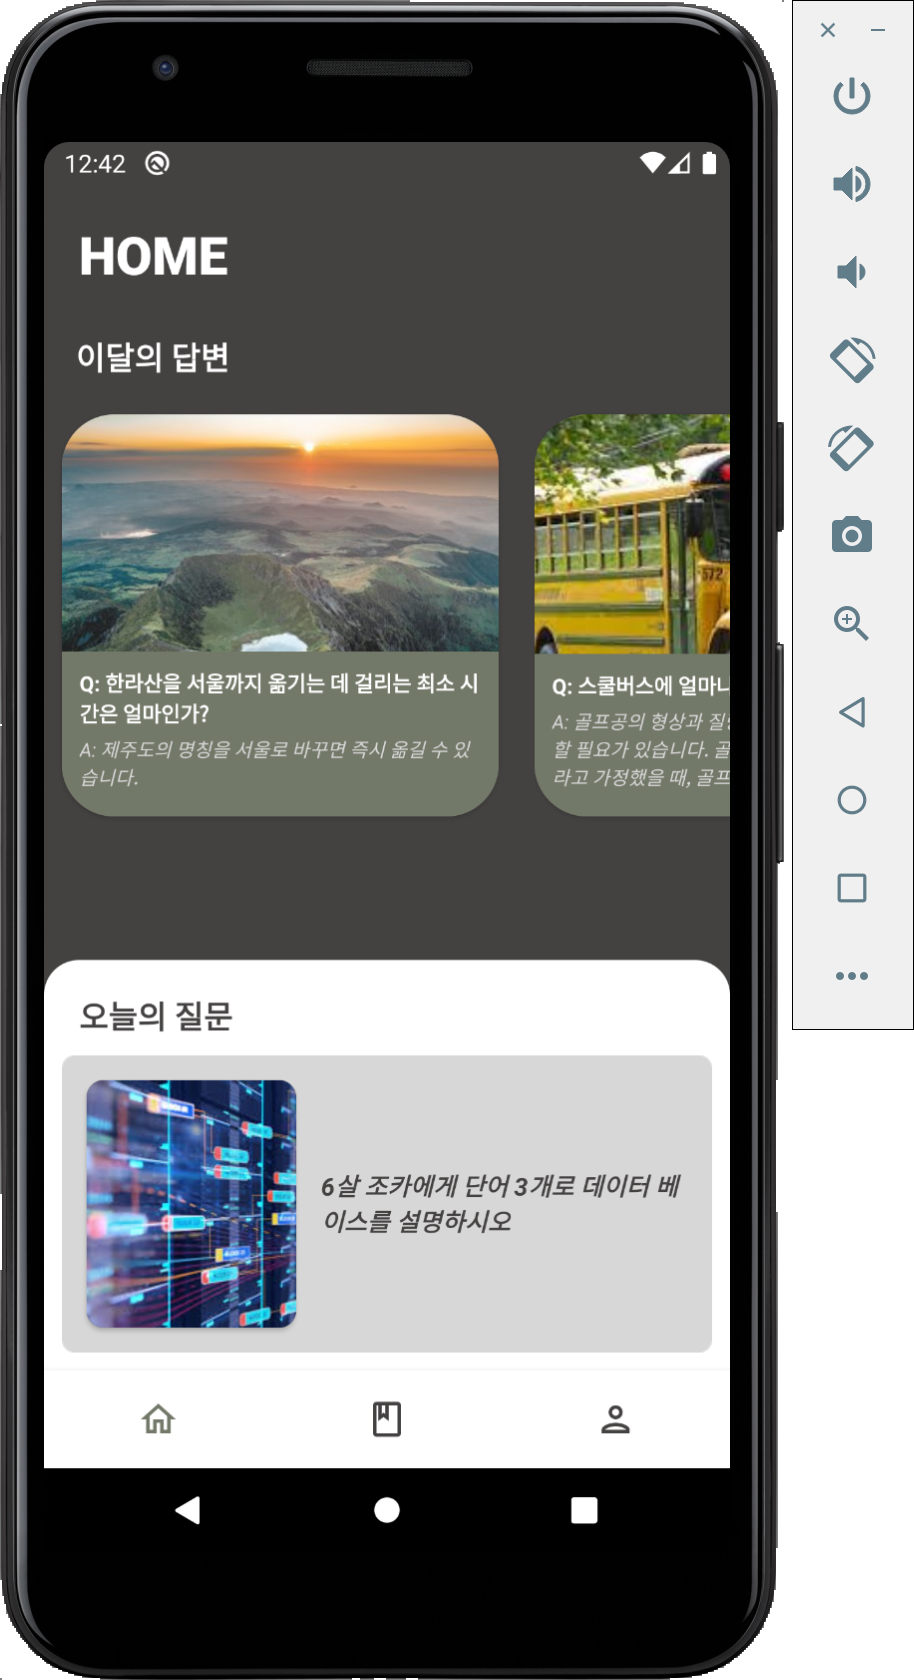 12:42
HOME
이달의 답변
Q: 한라산을 서울까지 옮기는 데 걸리는 최소 시
간은 얼마인가?
A: 제주도의 명칭을 서울로 바꾸면 즉시 옮길 수 있
습니다.
572
Q: 스쿨버스에 얼마나
A: 골프공의 형상과 질
할 필요가 있습니다. 골
라고 가정했을 때, 골프
오늘의 질문
6살 조카에게 단어 3개로 데이터 베
이스를 설명하시오